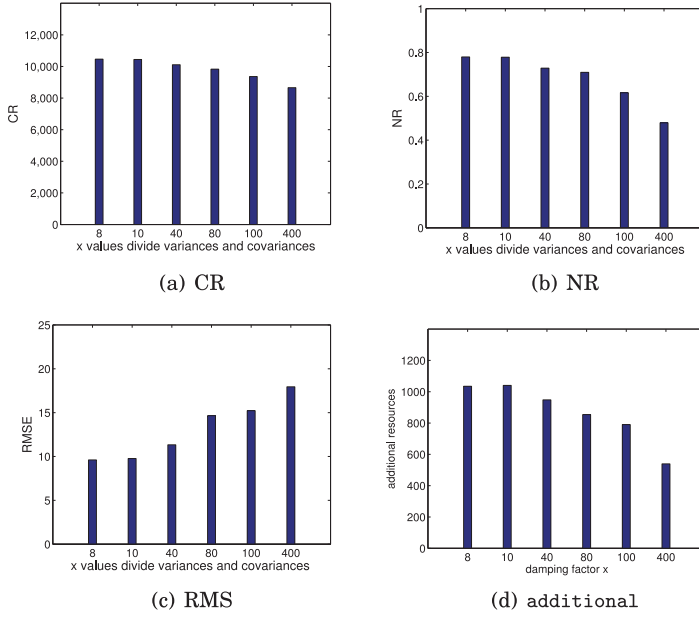 12,000
10,000
8,000
6,000
4,000
2,000
0
CR
8 10 40 80 100 400
x values divide variances and covariances
(a) CR
1
0.8
0.6
0.4
0.2
0
NR
8 10 40 80 100 400
x values divide variances and covariances
(b) NR
25
20
15
10
5
0
RMSE
8 10 40 80 100 400
x values divide variances and covariances
(c) RMS
1200
1000
800
600
400
200
0
additional resources
8 10 40 80 100 400
damping factor x
(d) additional